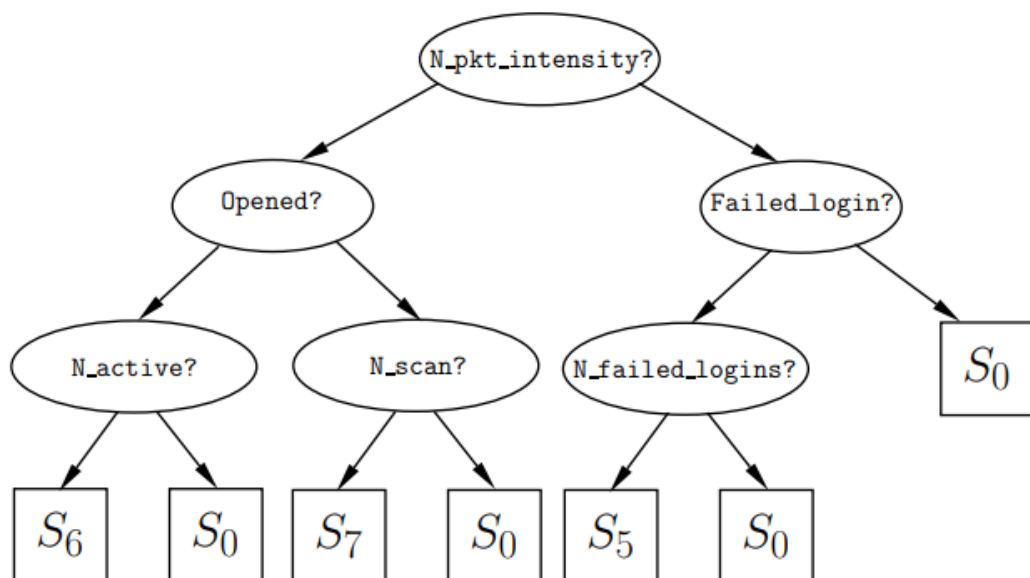 N_pkt_intensity?
Opened?
Failed_login?
N_active?
N_scan?
N_failed_logins?
S0
S6
S0
S7
S0
S5
S0